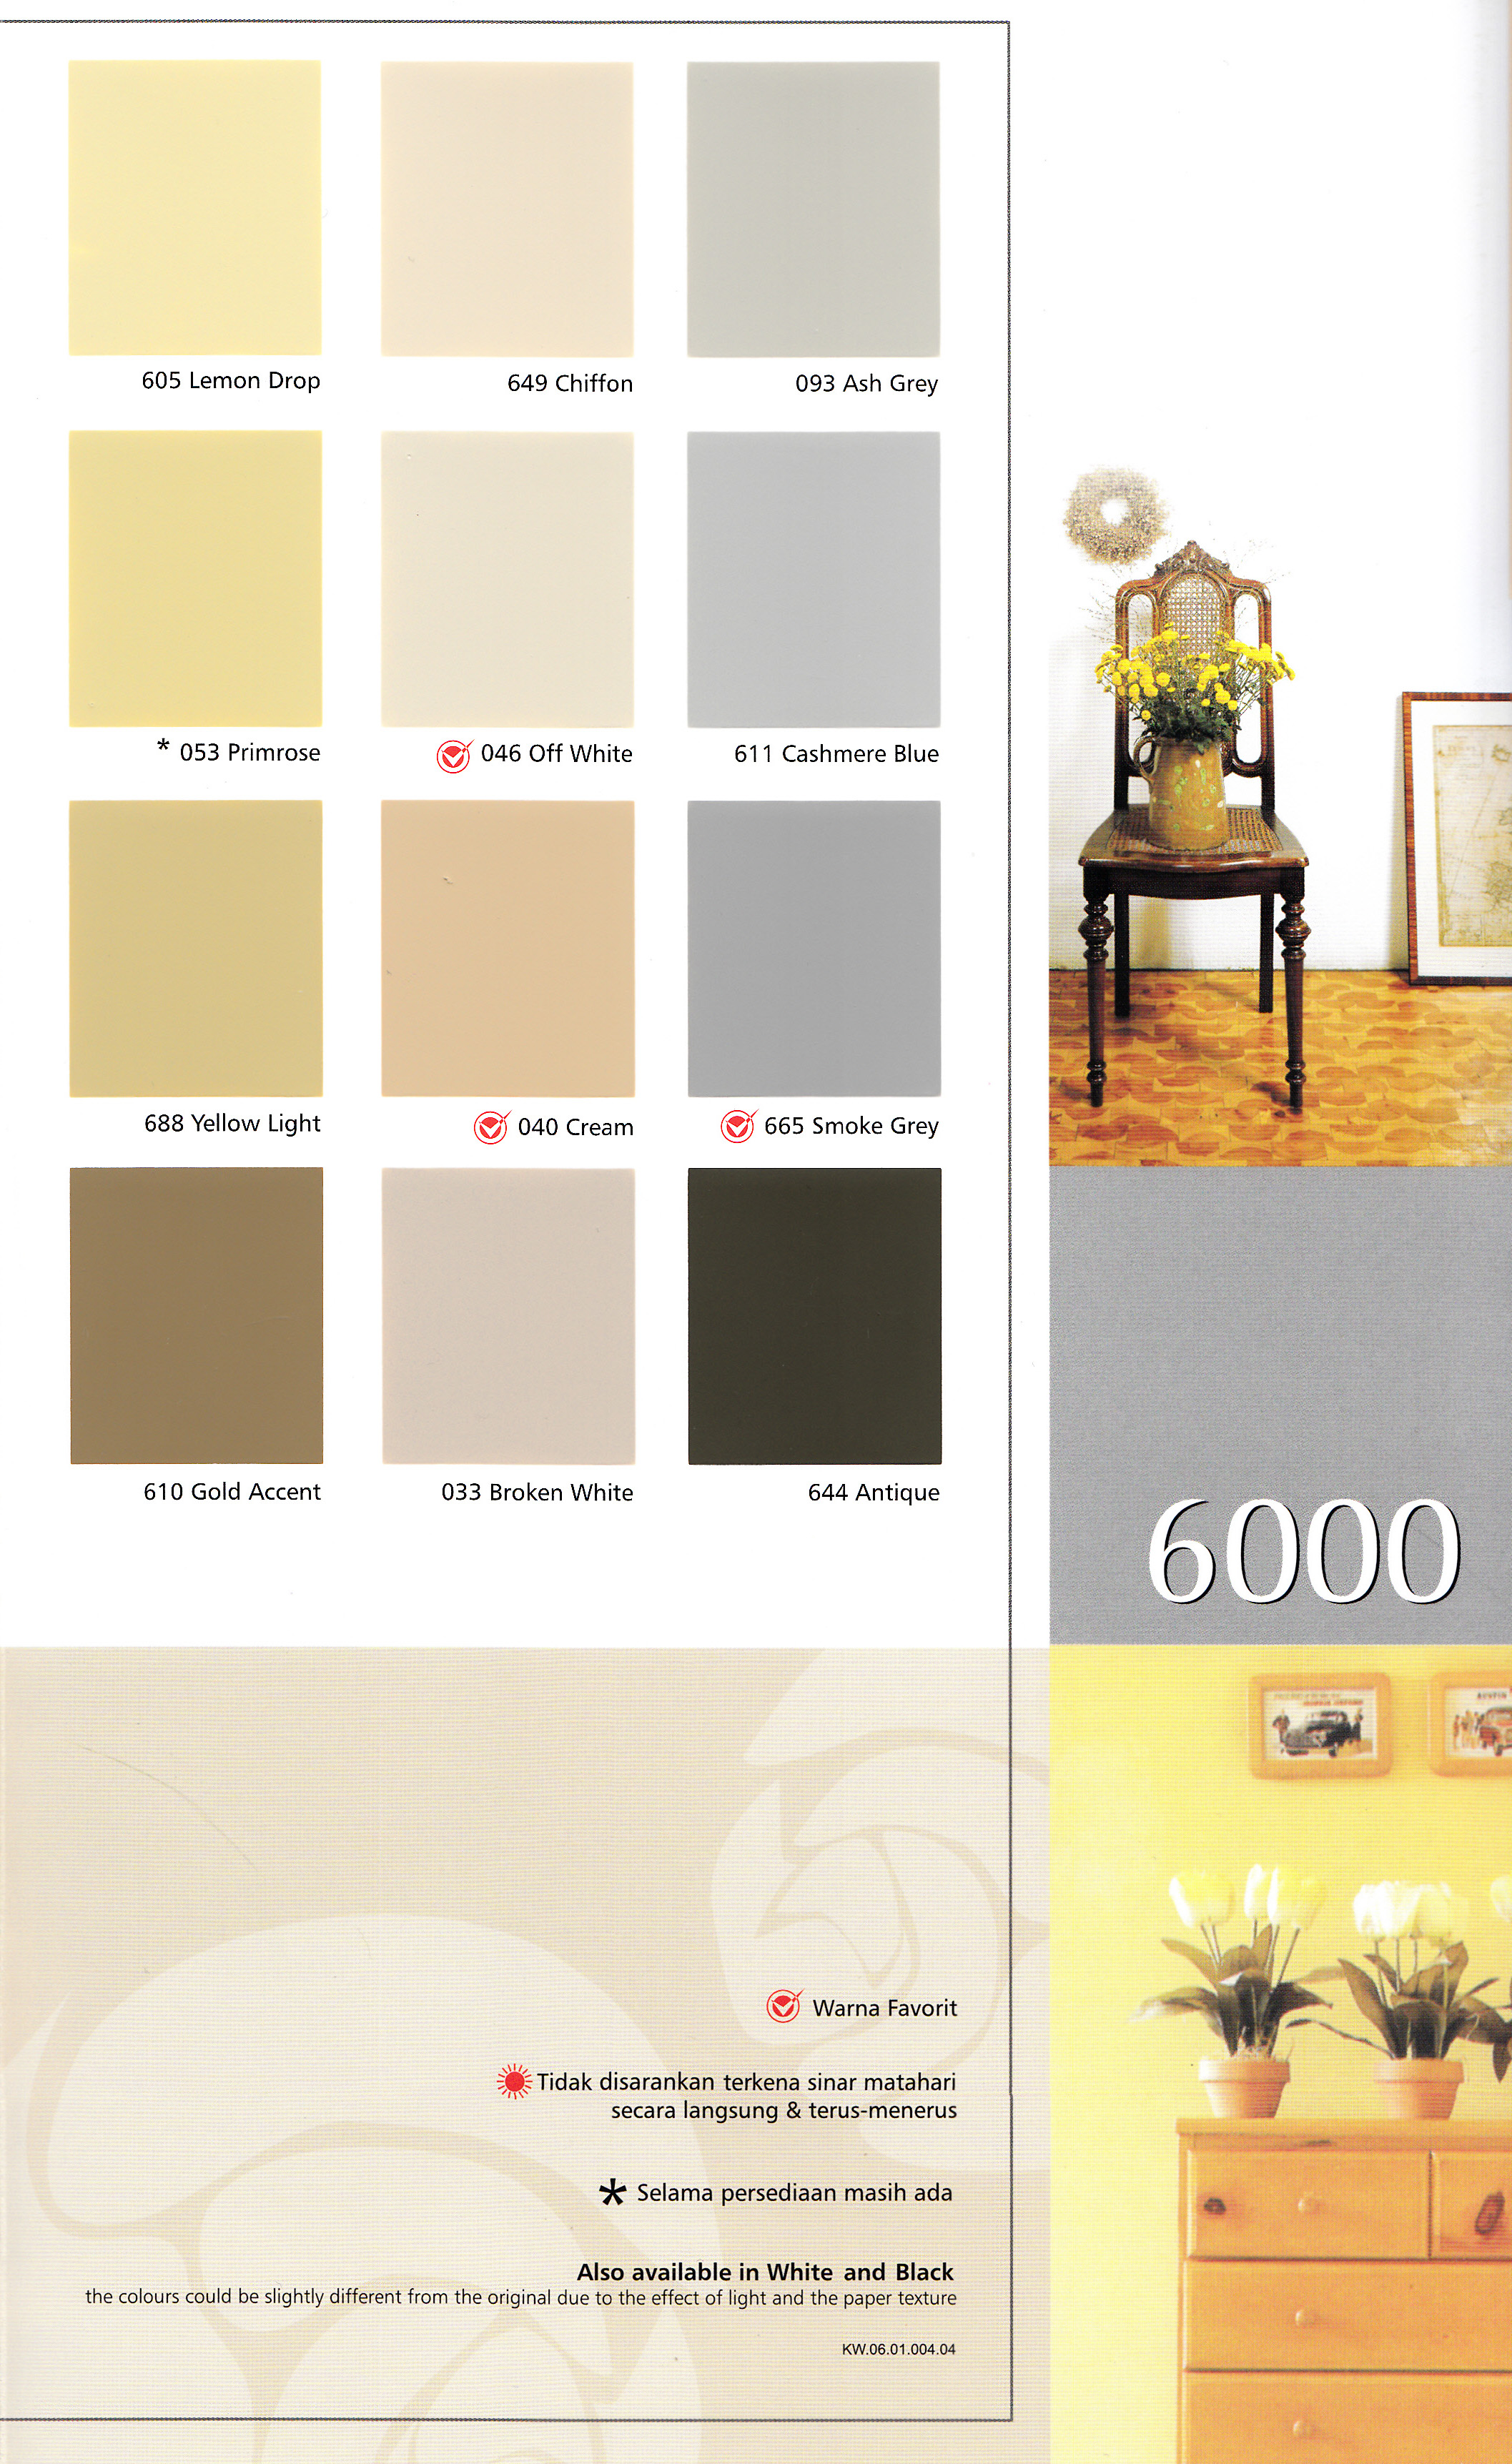 605 Lemon Drop
649 Chiffon
093 Ash Grey
* 053 Primrose
046 Off White
611 Cashmere Blue
688 Yellow Light
040 Cream
665 Smoke Grey
610 Gold Accent
033 Broken White
644 Antique
6000
Warna Favorit
Tidak disarankan terkena sinar matahari
secara langsung & terus-menerus
* Selama persediaan masih ada
Also available in White and Black
the colours could be slightly different from the original due to the effect of light and the paper texture
KW.06.01.004.04
AUSTIN